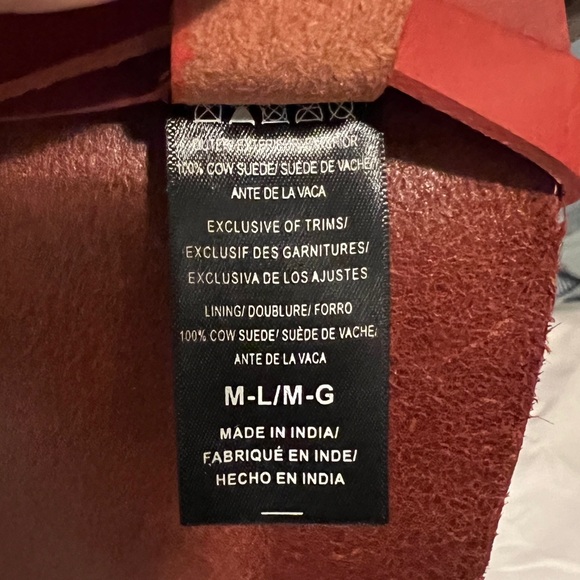 100% COW SUEDE/ SUÈDE DE VACHE/
ANTE DE LA VACA
EXCLUSIVE OF TRIMS/
EXCLUSIF DES GARNITURES/
EXCLUSIVA DE LOS AJUSTES
LINING/ DOUBLURE/ FORRO
100% COW SUEDE/ SUÈDE DE VACHE/
ANTE DE LA VACA
M-L/M-G
MADE IN INDIA/
FABRIQUÉ EN INDE/
HECHO EN INDIA